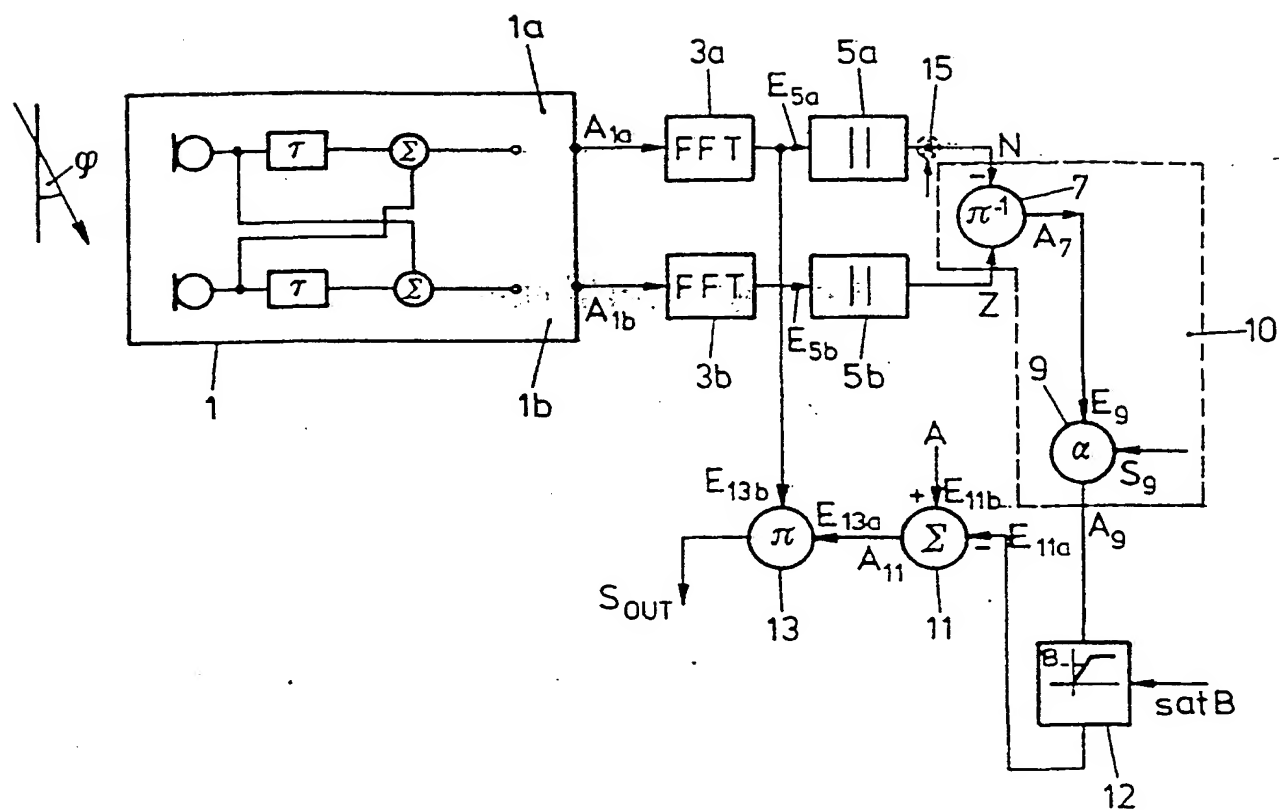 1a
3a
5a
15
E5a
A1a
FFT
||
N
φ
τ
Σ
-
7
π-1
A7
τ
Σ
FFT
||
Z
A1b
E5b
10
1
1b
3b
5b
9
E9
A
α
S9
E13b
+
E11b
π
E13a
Σ
-
E11a
A9
A11
SOUT
13
11
B
satB
12